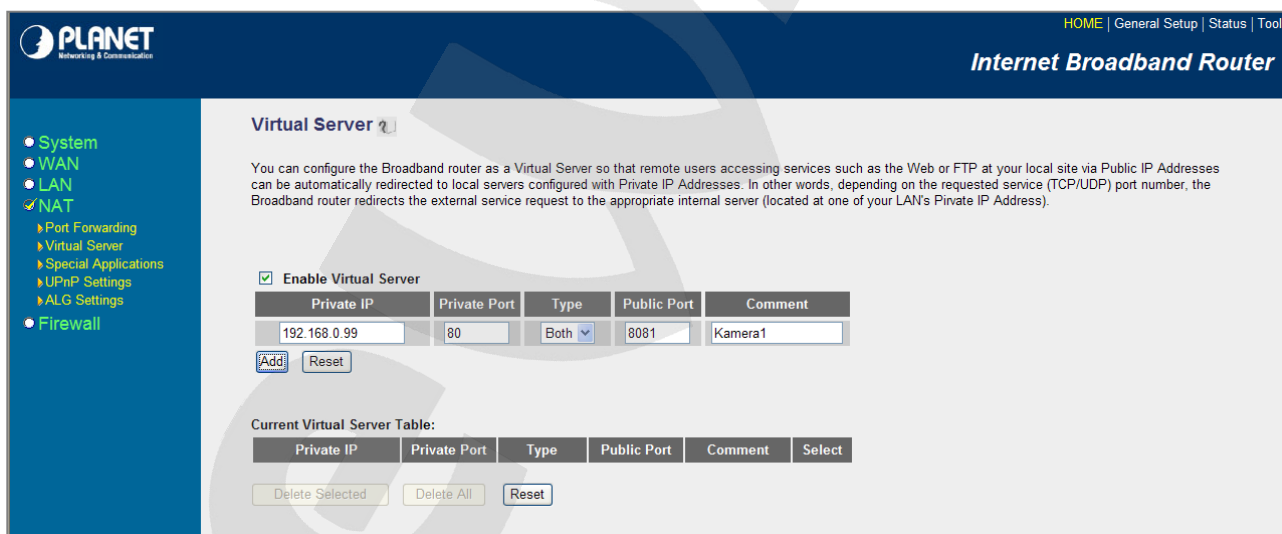 PLANET
Networking & Communication
HOME | General Setup | Status | Tool
Internet Broadband Router
System
WAN
LAN
NAT
Port Forwarding
Virtual Server
Special Applications
UPnP Settings
ALG Settings
Firewall
Virtual Server
You can configure the Broadband router as a Virtual Server so that remote users accessing services such as the Web or FTP at your local site via Public IP Addresses
can be automatically redirected to local servers configured with Private IP Addresses. In other words, depending on the requested service (TCP/UDP) port number, the
Broadband router redirects the external service request to the appropriate internal server (located at one of your LAN's Pivate IP Address).
Enable Virtual Server
Private IP Private Port Type Public Port Comment
192.168.0.99 80 Both 8081 Kamera1
Add Reset
Current Virtual Server Table:
Private IP Private Port Type Public Port Comment Select
Delete Selected Delete All Reset